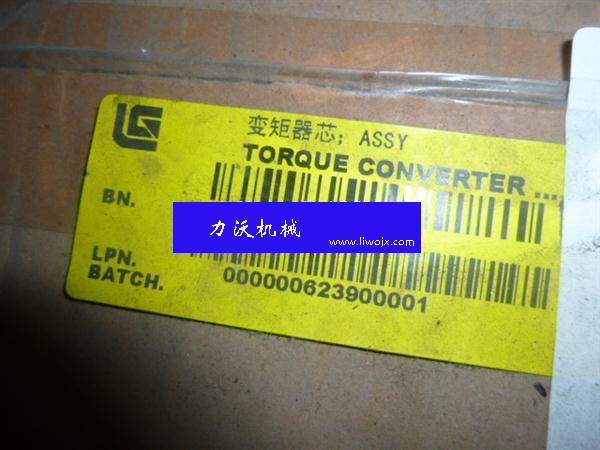 变矩器芯; ASSY
TORQUE CONVERTER ...
BN.
力沃机械
www.liwojx.com
LPN.
BATCH.
000000623900001